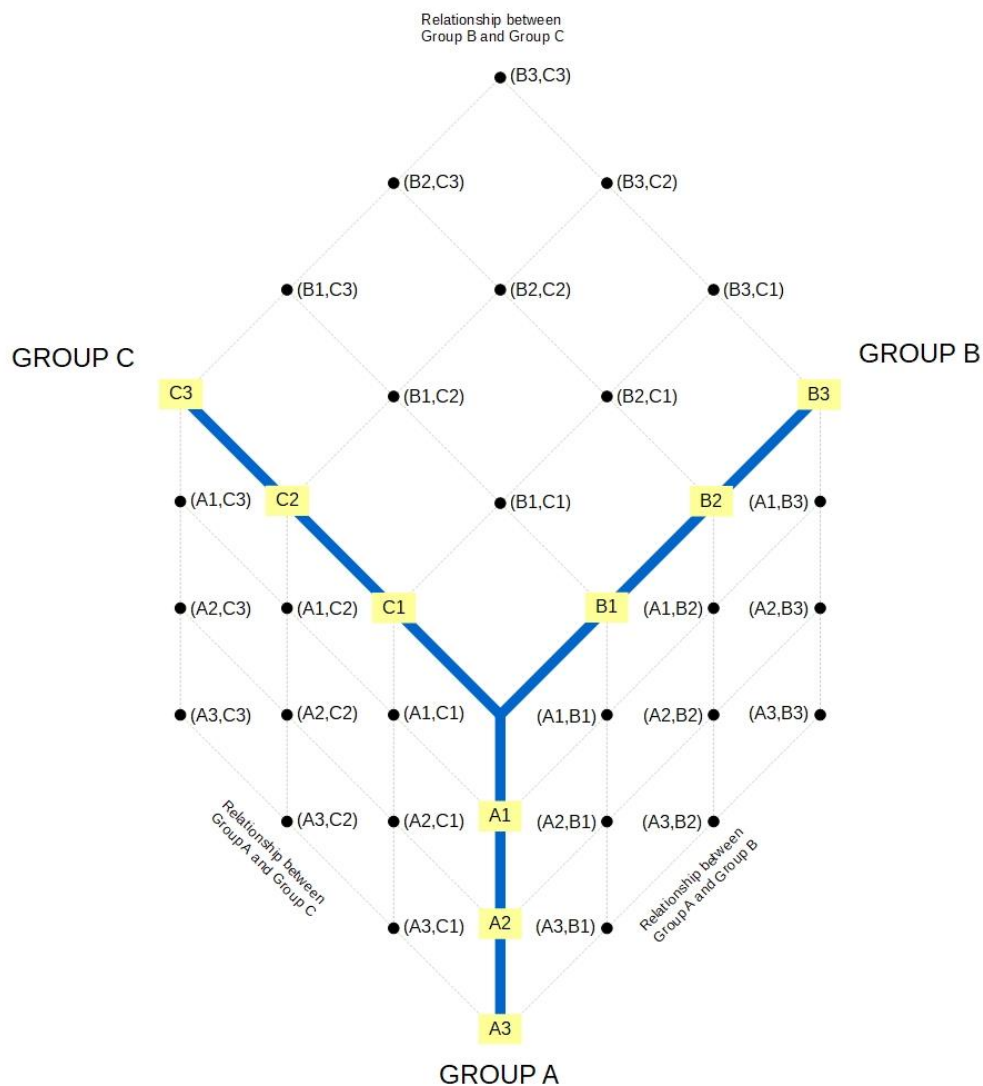 Relationship between
Group B and Group C
(B3,C3)
(B2,C3)
(B3,C2)
(B1,C3)
(B2,C2)
(B3,C1)
GROUP C
GROUP B
C3
(B1,C2)
(B2,C1)
B3
(A1,C3)
C2
(B1,C1)
B2
(A1,B3)
(A2,C3)
(A1,C2)
C1
B1
(A1,B2)
(A2,B3)
(A3,C3)
(A2,C2)
(A1,C1)
(A1,B1)
(A2,B2)
(A3,B3)
(A3,C2)
(A2,C1)
A1
(A2,B1)
(A3,B2)
Relationship between
Group A and Group C
Relationship between
Group A and Group B
(A3,C1)
A2
(A3,B1)
A3
GROUP A